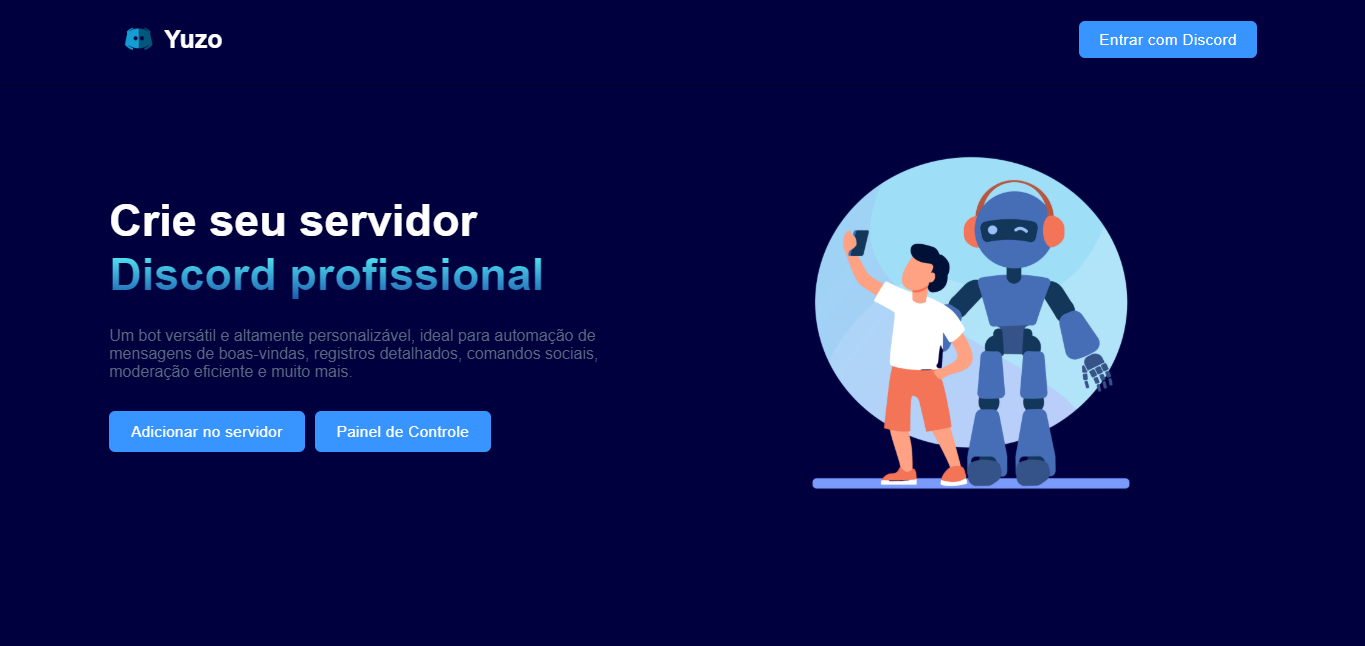 Yuzo
Entrar com Discord
Crie seu servidor
Discord profissional
Um bot versátil e altamente personalizável, ideal para automação de
mensagens de boas-vindas, registros detalhados, comandos sociais,
moderação eficiente e muito mais.
Adicionar no servidor
Painel de Controle